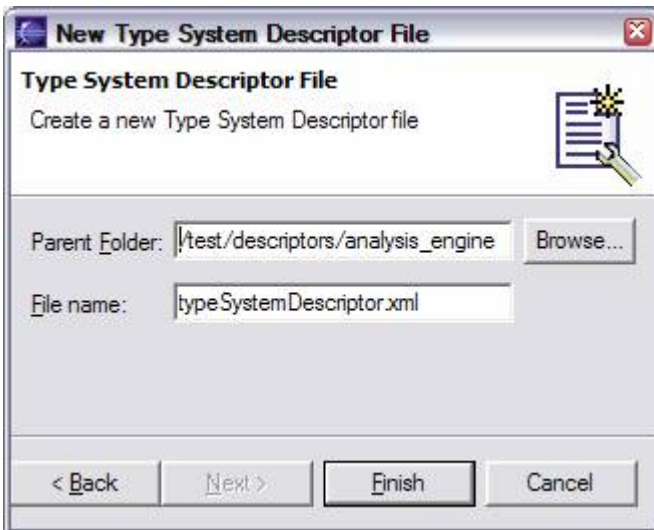 New Type System Descriptor File
Type System Descriptor File
Create a new Type System Descriptor file
Parent Folder: /test/descriptors/analysis_engine Browse...
File name: typeSystemDescriptor.xml
< Back Next > Finish Cancel